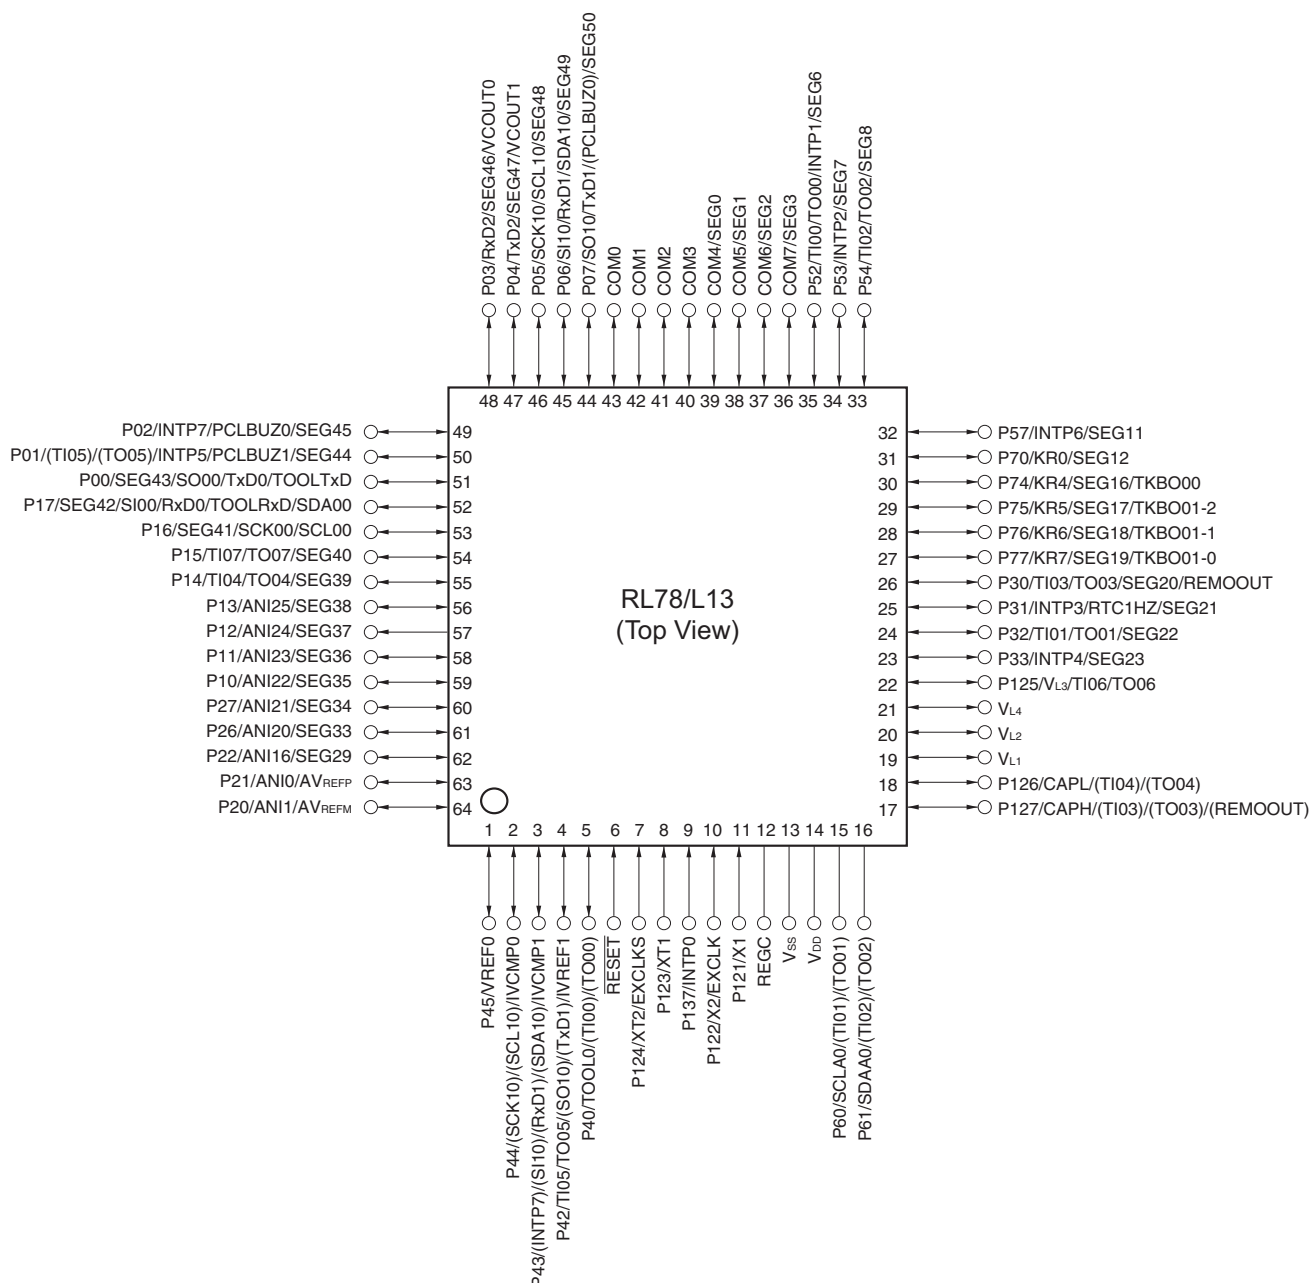 P03/RxD2/SEG46/VCOUT0
P04/TxD2/SEG47/VCOUT1
P05/SCK10/SCL10/SEG48
P06/SI10/RxD1/SDA10/SEG49
P07/SO10/TxD1/(PCLBUZ0)/SEG50
COM0
COM1
COM2
COM3
COM4/SEG0
COM5/SEG1
COM6/SEG2
COM7/SEG3
P52/TI00/TO00/INTP1/SEG6
P53/INTP2/SEG7
P54/TI02/TO02/SEG8
48 47 46 45 44 43 42 41 40 39 38 37 36 35 34 33
P02/INTP7/PCLBUZ0/SEG45 49
P01/(TI05)/(TO05)/INTP5/PCLBUZ1/SEG44 50
P00/SEG43/SO00/TxD0/TOOLTxD 51
P17/SEG42/SI00/RxD0/TOOLRxD/SDA00 52
P16/SEG41/SCK00/SCL00 53
P15/TI07/TO07/SEG40 54
P14/TI04/TO04/SEG39 55
P13/ANI25/SEG38 56
P12/ANI24/SEG37 57
P11/ANI23/SEG36 58
P10/ANI22/SEG35 59
P27/ANI21/SEG34 60
P26/ANI20/SEG33 61
P22/ANI16/SEG29 62
P21/ANI0/AVREFP 63
P20/ANI1/AVREFM 64
RL78/L13
(Top View)
32 P57/INTP6/SEG11
31 P70/KR0/SEG12
30 P74/KR4/SEG16/TKBO00
29 P75/KR5/SEG17/TKBO01-2
28 P76/KR6/SEG18/TKBO01-1
27 P77/KR7/SEG19/TKBO01-0
26 P30/TI03/TO03/SEG20/REMOOUT
25 P31/INTP3/RTC1HZ/SEG21
24 P32/TI01/TO01/SEG22
23 P33/INTP4/SEG23
22 P125/VL3/TI06/TO06
21 VL4
20 VL2
19 VL1
18 P126/CAPL/(TI04)/(TO04)
17 P127/CAPH/(TI03)/(TO03)/(REMOOUT)
1 2 3 4 5 6 7 8 9 10 11 12 13 14 15 16
P45/VREF0
P44/(SCK10)/(SCL10)/IVCMP0
P43/(INTP7)/(SI10)/(RxD1)/(SDA10)/IVCMP1
P42/TI05/TO05/(SO10)/(TxD1)/IVREF1
P40/TOOL0/(TI00)/(TO00)
RESET
P124/XT2/EXCLKS
P123/XT1
P137/INTP0
P122/X2/EXCLK
P121/X1
REGC
VSS
VDD
P60/SCLA0/(TI01)/(TO01)
P61/SDAA0/(TI02)/(TO02)